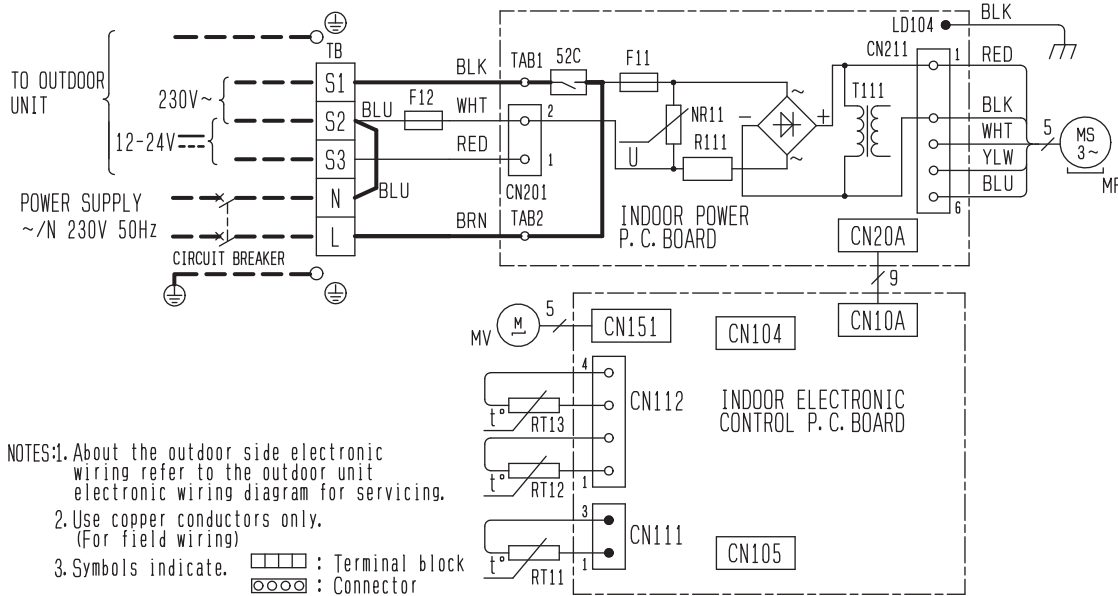 LD104
BLK
TB
TO OUTDOOR
UNIT
230V~
12-24V
S1
S2
S3
N
L
BLK
TAB1
52C
F11
CN211
1
RED
BLU
F12
WHT
2
NR11
U
R111
T111
~
-
+
~
BLK
WHT
YLW
BLU
6
5
MS
3~
MF
RED
1
CN201
BLU
POWER SUPPLY
~/N 230V 50Hz
CIRCUIT BREAKER
BRN
TAB2
INDOOR POWER
P.C.BOARD
CN20A
9
CN10A
MV
M
5
CN151
CN104
4
CN112
t°
RT13
1
t°
RT12
INDOOR ELECTRONIC
CONTROL P.C.BOARD
3
CN111
1
t°
RT11
CN105
NOTES:1. About the outdoor side electronic
wiring refer to the outdoor unit
electronic wiring diagram for servicing.
2. Use copper conductors only.
(For field wiring)
3. Symbols indicate.
: Terminal block
: Connector